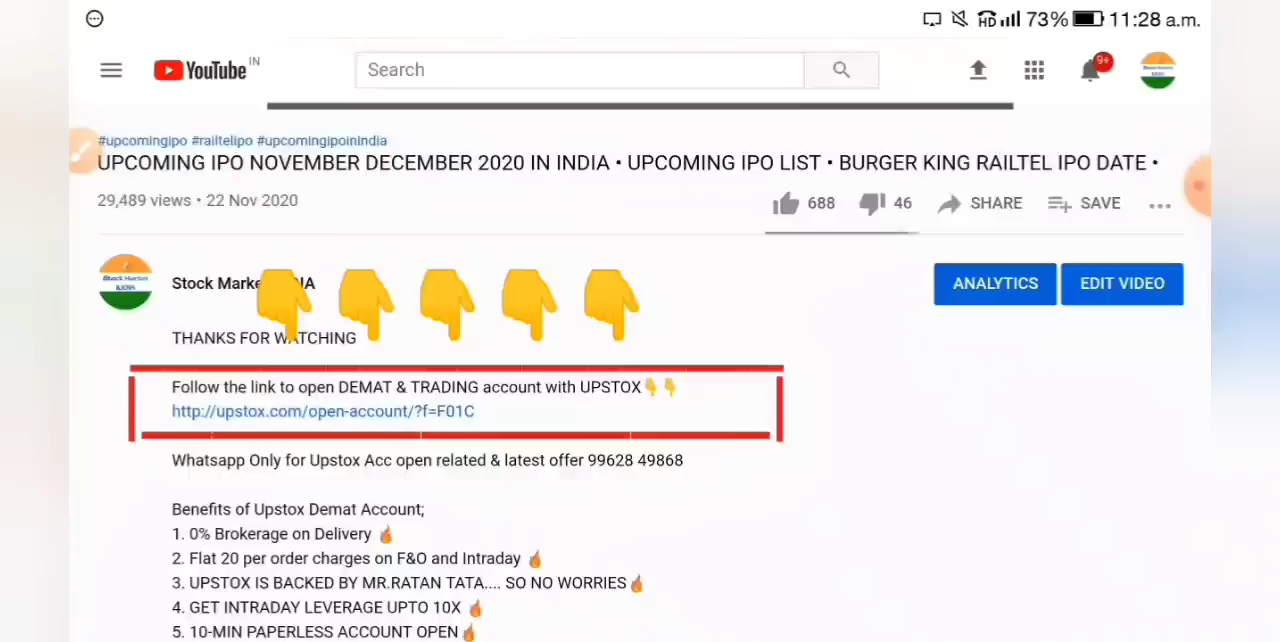 HD 73% 11:28 a.m.
YouTube IN
Search
9+
#upcomingipo #railtelipo #upcomingipoinindia
UPCOMING IPO NOVEMBER DECEMBER 2020 IN INDIA • UPCOMING IPO LIST • BURGER KING RAILTEL IPO DATE •
29,489 views • 22 Nov 2020
688 46 SHARE SAVE
ANALYTICS EDIT VIDEO
THANKS FOR WATCHING
Follow the link to open DEMAT & TRADING account with UPSTOX👇👇
http://upstox.com/open-account/?f=F01C
Whatsapp Only for Upstox Acc open related & latest offer 99628 49868
Benefits of Upstox Demat Account;
1. 0% Brokerage on Delivery 🔥
2. Flat 20 per order charges on F&O and Intraday 🔥
3. UPSTOX IS BACKED BY MR.RATAN TATA.... SO NO WORRIES🔥
4. GET INTRADAY LEVERAGE UPTO 10X 🔥
5. 10-MIN PAPERLESS ACCOUNT OPEN🔥